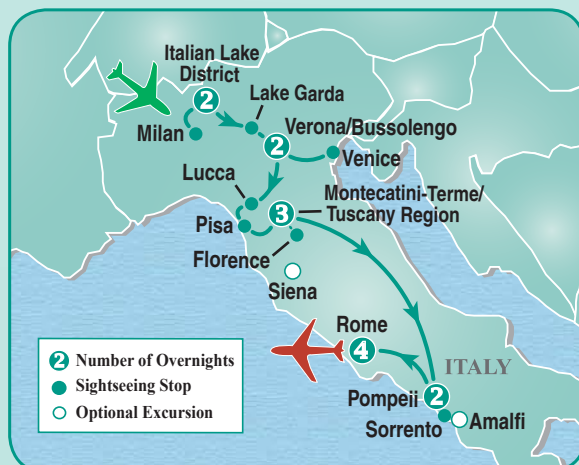 Italian Lake
District
2
Lake Garda
Milan
Verona/Bussolengo
2
Venice
Lucca
Montecatini-Terme/
Tuscany Region
3
Pisa
Florence
Siena
Rome
4
ITALY
Pompeii
2
Amalfi
Sorrento
2 Number of Overnights
Sightseeing Stop
Optional Excursion